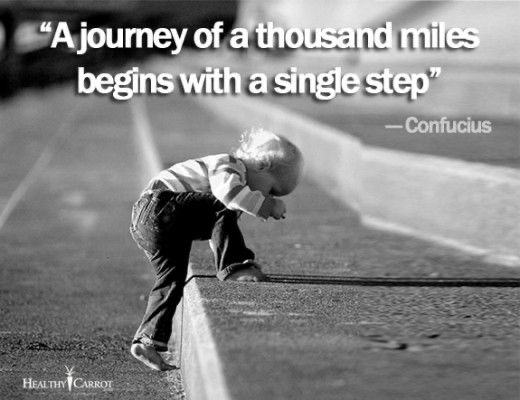 “A journey of a thousand miles
begins with a single step”
— Confucius
HEALTHY CARROT